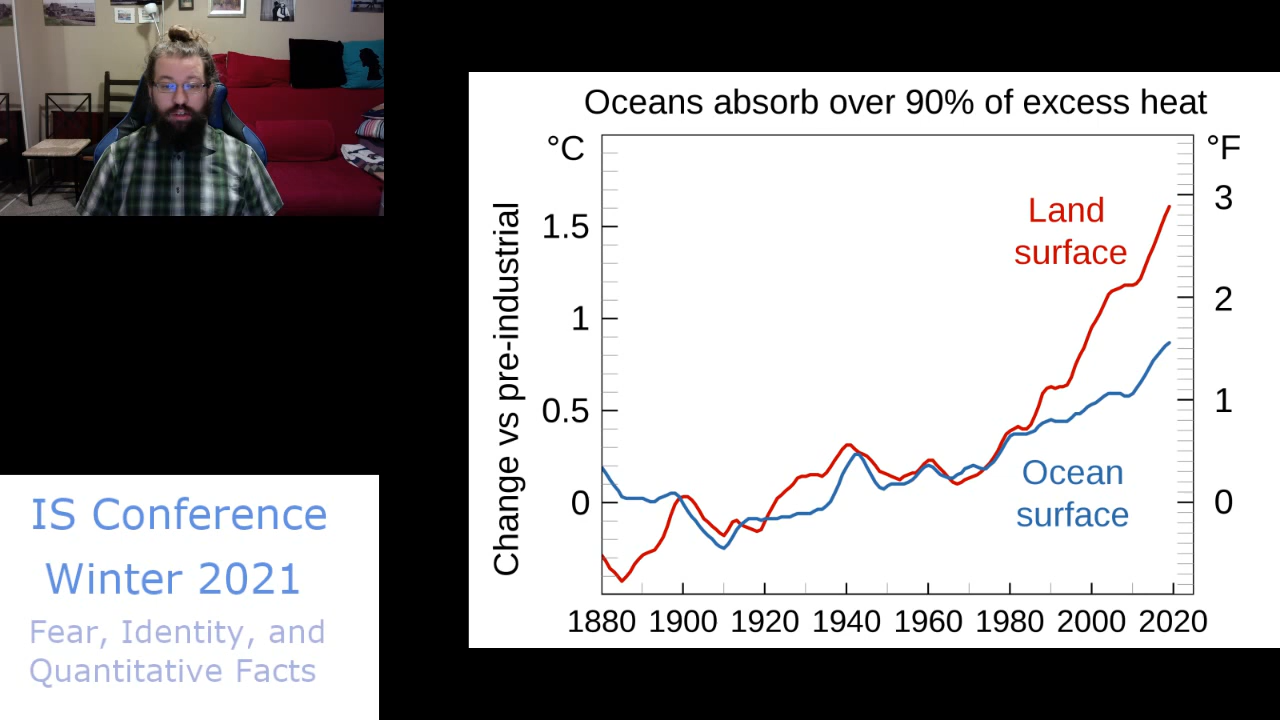 Oceans absorb over 90% of excess heat
°C
°F
Change vs pre-industrial
1.5
1
0.5
0
3
2
1
0
Land
surface
Ocean
surface
1880 1900 1920 1940 1960 1980 2000 2020
IS Conference
Winter 2021
Fear, Identity, and
Quantitative Facts